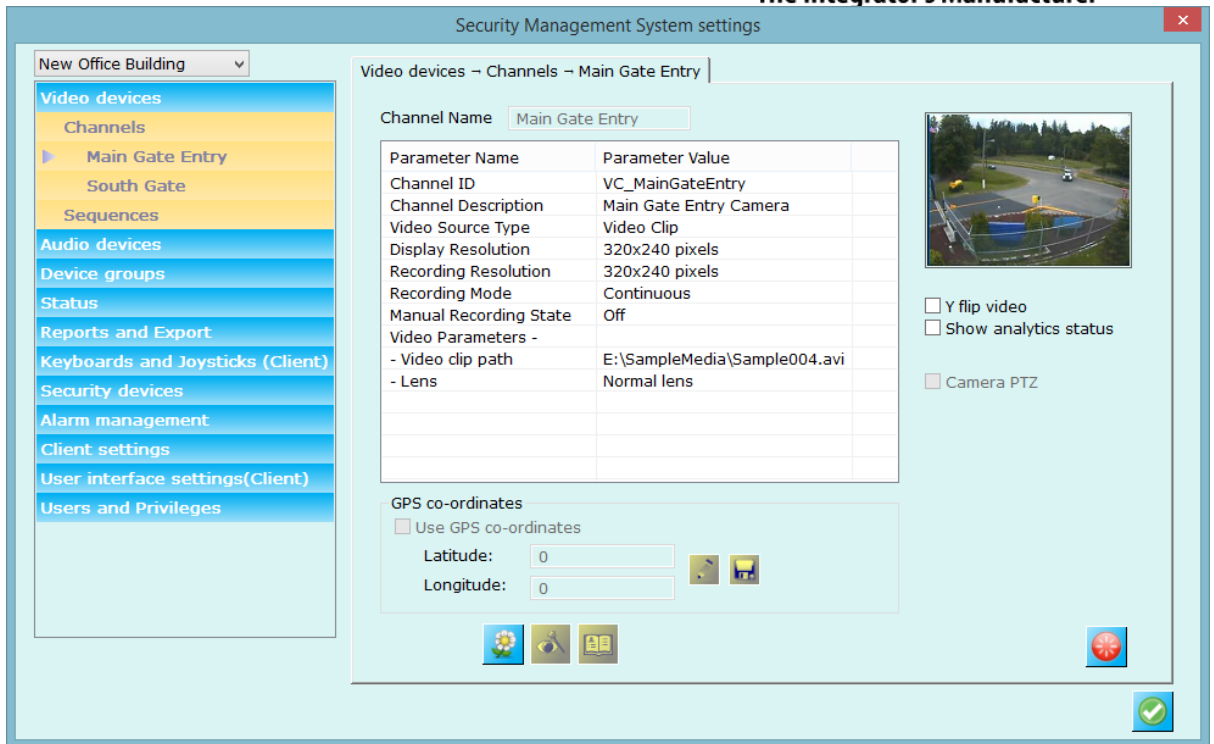 The Integrator's Manufacturer
Security Management System settings
New Office Building
Video devices
Channels
Main Gate Entry
South Gate
Sequences
Audio devices
Device groups
Status
Reports and Export
Keyboards and Joysticks (Client)
Security devices
Alarm management
Client settings
User interface settings(Client)
Users and Privileges
Video devices → Channels → Main Gate Entry
Channel Name Main Gate Entry
Parameter Name Parameter Value
Channel ID VC_MainGateEntry
Channel Description Main Gate Entry Camera
Video Source Type Video Clip
Display Resolution 320x240 pixels
Recording Resolution 320x240 pixels
Recording Mode Continuous
Manual Recording State Off
Video Parameters -
- Video clip path E:\SampleMedia\Sample004.avi
- Lens Normal lens
Y flip video
Show analytics status
Camera PTZ
GPS co-ordinates
Use GPS co-ordinates
Latitude: 0
Longitude: 0